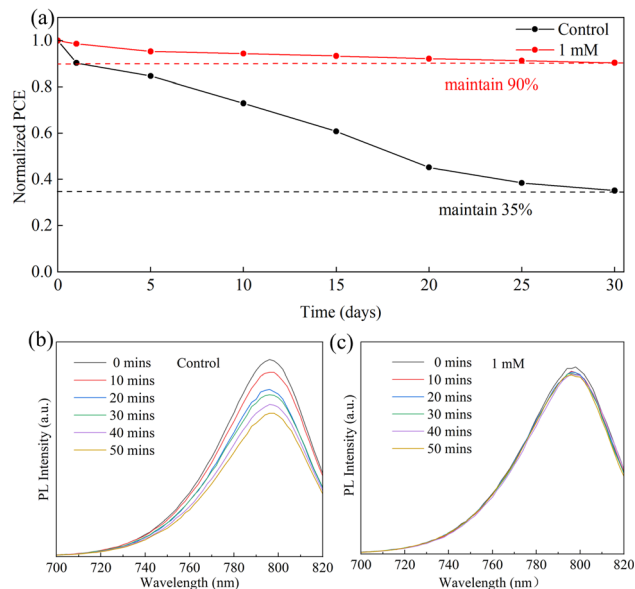 (a)
Control
1 mM
1.0
0.8
0.6
0.4
0.2
0.0
Normalized PCE
maintain 90%
maintain 35%
0 5 10 15 20 25 30
Time (days)
(b)
0 mins Control
10 mins
20 mins
30 mins
40 mins
50 mins
PL Intensity (a.u.)
700 720 740 760 780 800 820
Wavelength (nm)
(c)
0 mins 1 mM
10 mins
20 mins
30 mins
40 mins
50 mins
PL Intensity (a.u.)
700 720 740 760 780 800 820
Wavelength (nm）